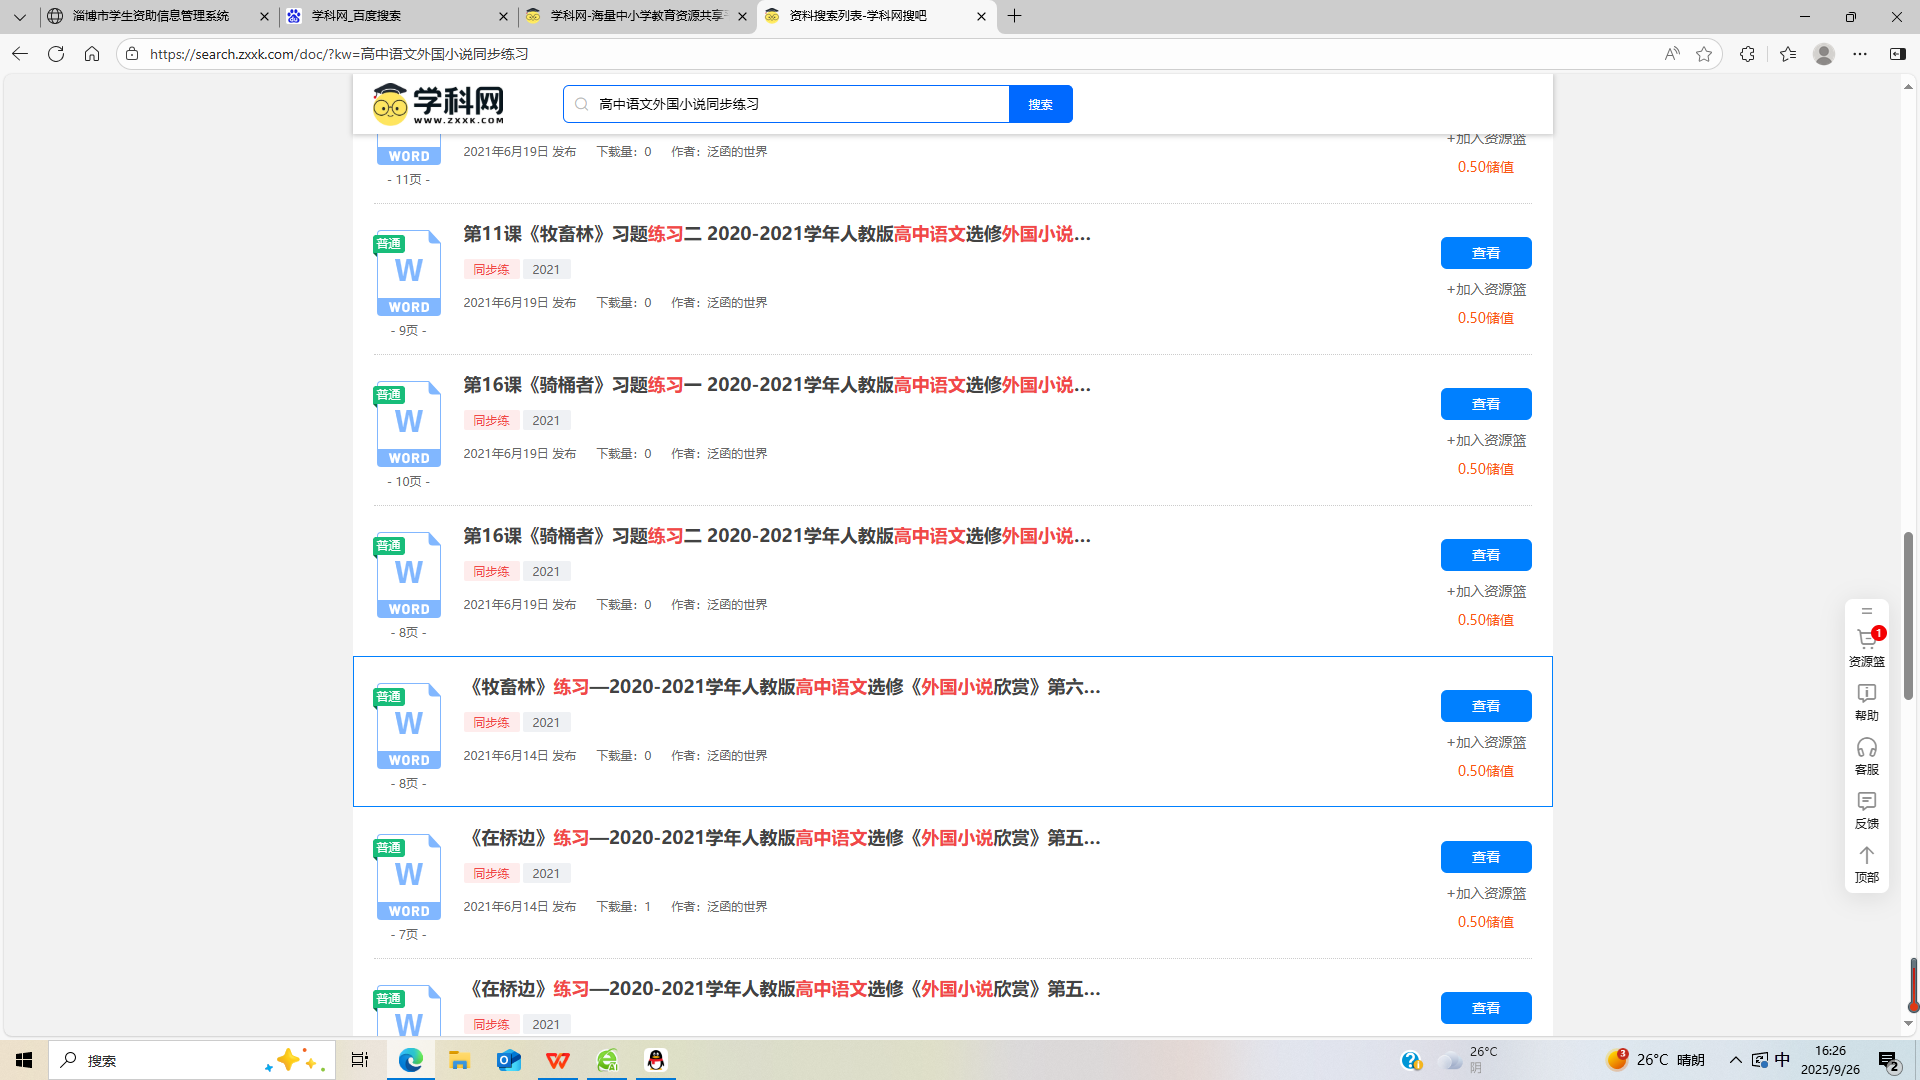 淄博市学生资助信息管理系统
学科网_百度搜索
学科网-海量中小学教育资源共享平
资料搜索列表-学科网搜吧
https://search.zxxk.com/doc/?kw=高中语文外国小说同步练习
学科网
WWW.ZXXK.COM
高中语文外国小说同步练习
搜索
WORD
- 11页 -
2021年6月19日 发布 下载量：0 作者：泛函的世界
+加入资源篮
0.50储值
普通
W
WORD
- 9页 -
第11课《牧畜林》习题练习二 2020-2021学年人教版高中语文选修外国小说...
同步练 2021
2021年6月19日 发布 下载量：0 作者：泛函的世界
查看
+加入资源篮
0.50储值
普通
W
WORD
- 10页 -
第16课《骑桶者》习题练习一 2020-2021学年人教版高中语文选修外国小说...
同步练 2021
2021年6月19日 发布 下载量：0 作者：泛函的世界
查看
+加入资源篮
0.50储值
普通
W
WORD
- 8页 -
第16课《骑桶者》习题练习二 2020-2021学年人教版高中语文选修外国小说...
同步练 2021
2021年6月19日 发布 下载量：0 作者：泛函的世界
查看
+加入资源篮
0.50储值
普通
W
WORD
- 8页 -
《牧畜林》练习—2020-2021学年人教版高中语文选修《外国小说欣赏》第六...
同步练 2021
2021年6月14日 发布 下载量：0 作者：泛函的世界
查看
+加入资源篮
0.50储值
普通
W
WORD
- 7页 -
《在桥边》练习—2020-2021学年人教版高中语文选修《外国小说欣赏》第五...
同步练 2021
2021年6月14日 发布 下载量：1 作者：泛函的世界
查看
+加入资源篮
0.50储值
普通
W
《在桥边》练习—2020-2021学年人教版高中语文选修《外国小说欣赏》第五...
同步练 2021
查看
1
资源篮
帮助
客服
反馈
顶部
搜索
26°C
阴
3
26°C 晴朗
中
16:26
2025/9/26
2